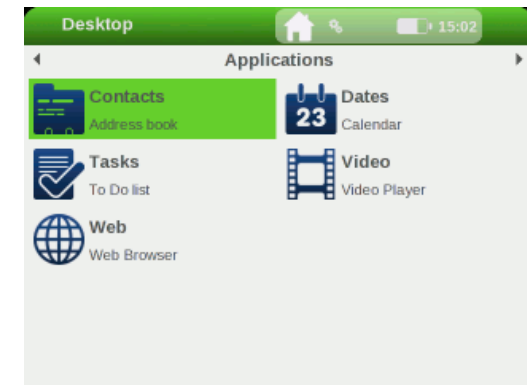 Desktop
15:02
Applications
Contacts
Address book
Dates
23
Calendar
Tasks
To Do list
Video
Video Player
Web
Web Browser